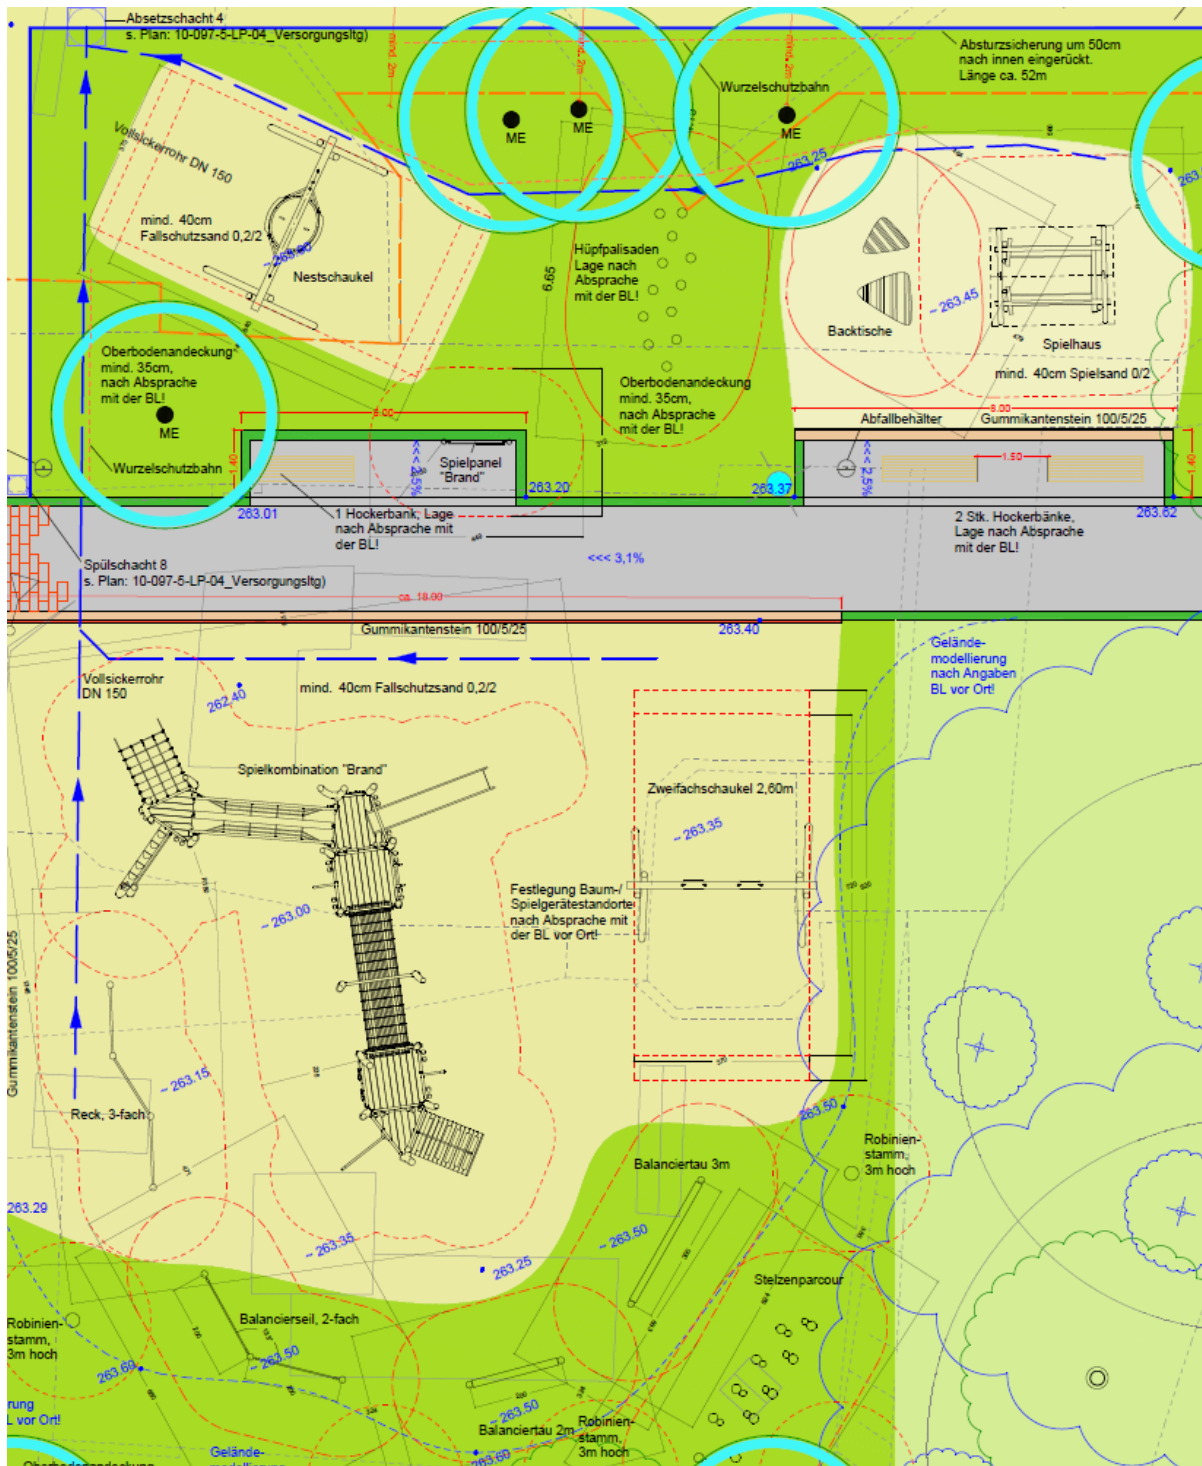 Absetzschacht 4
s. Plan: 10-097-5-LP-04_Versorgungsltg)
mind. 2m
mind. 2m
mind. 2m
Absturzsicherung um 50cm
nach innen eingerückt.
Länge ca. 52m
Wurzelschutzbahn
ME
ME
ME
Vollsickerrohr DN 150
263.25
mind. 40cm
Fallschutzsand 0,2/2
Nestschaukel
Hüpfpalisaden
Lage nach
Absprache
mit der BL!
6.65
~ 263.45
Backtische
Spielhaus
mind. 40cm Spielsand 0/2
Oberbodenandeckung
mind. 35cm,
nach Absprache
mit der BL!
ME
Wurzelschutzbahn
Oberbodenandeckung
mind. 35cm,
nach Absprache
mit der BL!
6.00
8.00
Abfallbehälter
Gummikantenstein 100/5/25
1.40
<<< 2,5%
Spielpanel
"Brand"
<<< 2,5%
1.50
1.40
263.01
263.20
263.37
263.62
1 Hockerbank, Lage
nach Absprache mit
der BL!
2 Stk. Hockerbänke,
Lage nach Absprache
mit der BL!
<<< 3,1%
Spülschacht 8
s. Plan: 10-097-5-LP-04_Versorgungsltg)
ca. 18.00
Gummikantenstein 100/5/25
263.40
Gelände-
modellierung
nach Angaben
BL vor Ort!
Vollsickerrohr
DN 150
262.40
mind. 40cm Fallschutzsand 0,2/2
Spielkombination "Brand"
Zweifachschaukel 2,60m
~ 263.35
Festlegung Baum-/
Spielgerätestandorte
nach Absprache mit
der BL vor Ort!
720
520
~ 263.00
Gummikantenstein 100/5/25
~ 263.15
Reck, 3-fach
370
263.50
Robinien-
stamm,
3m hoch
Balanciertau 3m
263.29
~ 263.35
~ 263.50
263.25
Stelzenparcour
Robinien-
stamm,
3m hoch
Balancierseil, 2-fach
263.60
~ 263.50
~ 263.50
Balanciertau 2m
Robinien-
stamm,
3m hoch
263.60
rung
L vor Ort!
Gelände-